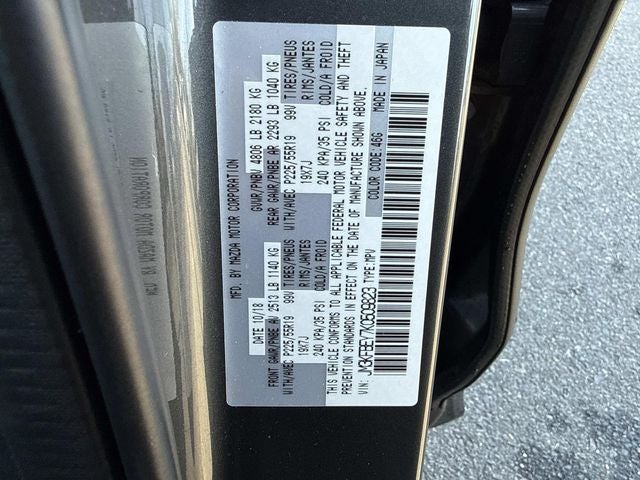 MFD. BY MAZDA MOTOR CORPORATION
DATE 10/18 GVWR/PNBV 4806 LB 2180 KG
FRONT GAWR/PNBE AV 2513 LB 1140 KG REAR GAWR/PNBE AR 2293 LB 1040 KG
WITH/AVEC P225/55R19 99V TIRES/PNEUS WITH/AVEC P225/55R19 99V TIRES/PNEUS
19X7J RIMS/JANTES 19X7J RIMS/JANTES
240 KPA/35 PSI COLD/A FROID 240 KPA/35 PSI COLD/A FROID
THIS VEHICLE CONFORMS TO ALL APPLICABLE FEDERAL MOTOR VEHICLE SAFETY AND THEFT
PREVENTION STANDARDS IN EFFECT ON THE DATE OF MANUFACTURE SHOWN ABOVE.
COLOR CODE/46G MADE IN JAPAN
VIN: JM3KFBEY7K0509823 TYPE:MPV